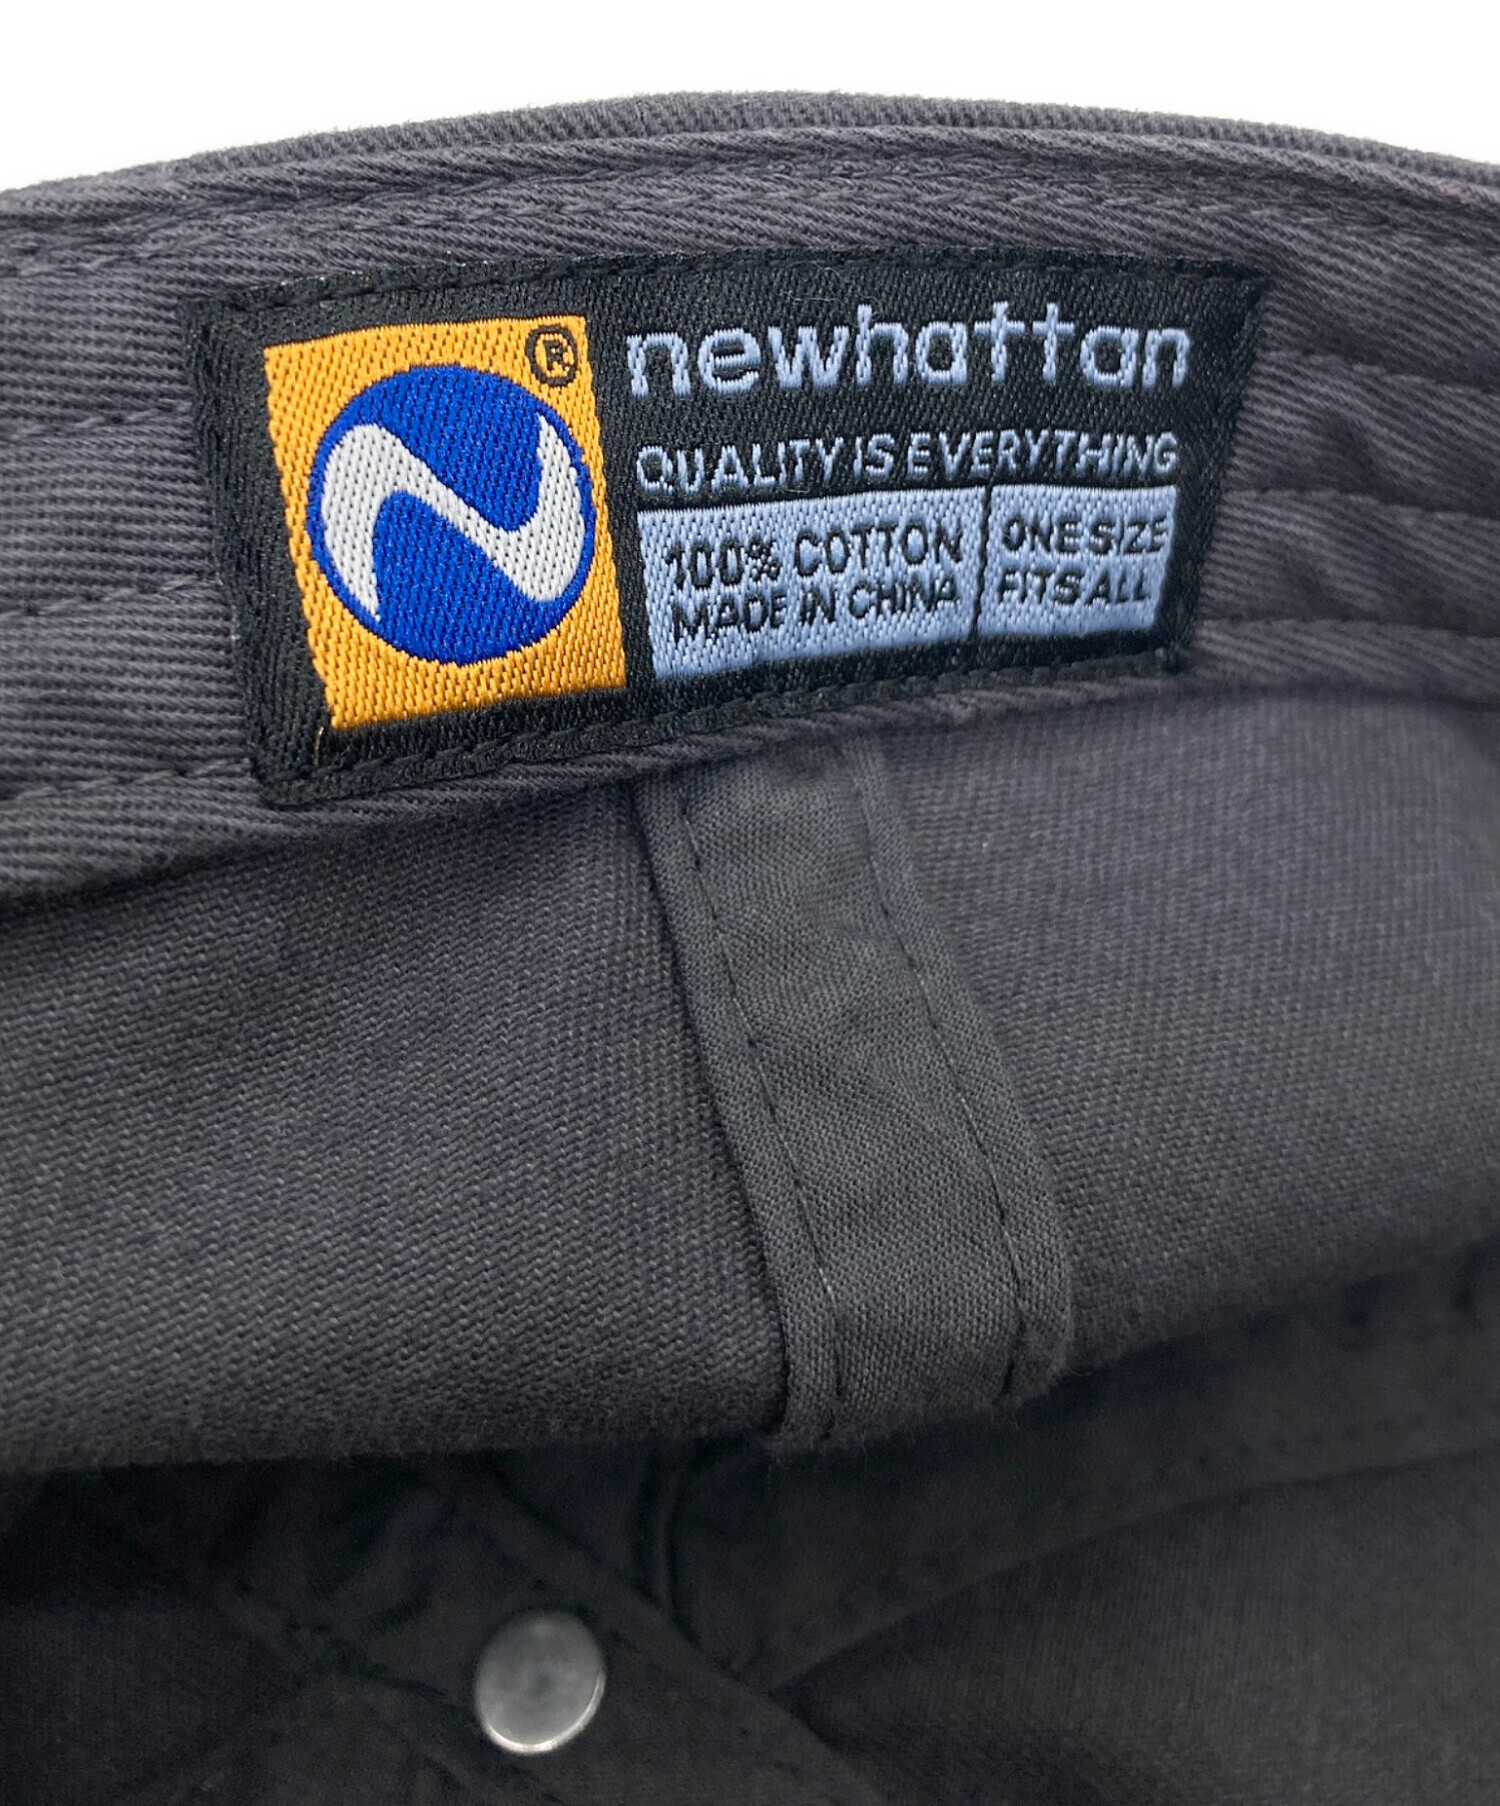 ®
newhattan
QUALITY IS EVERYTHING
100% COTTON
MADE IN CHINA
ONE SIZE
FITS ALL